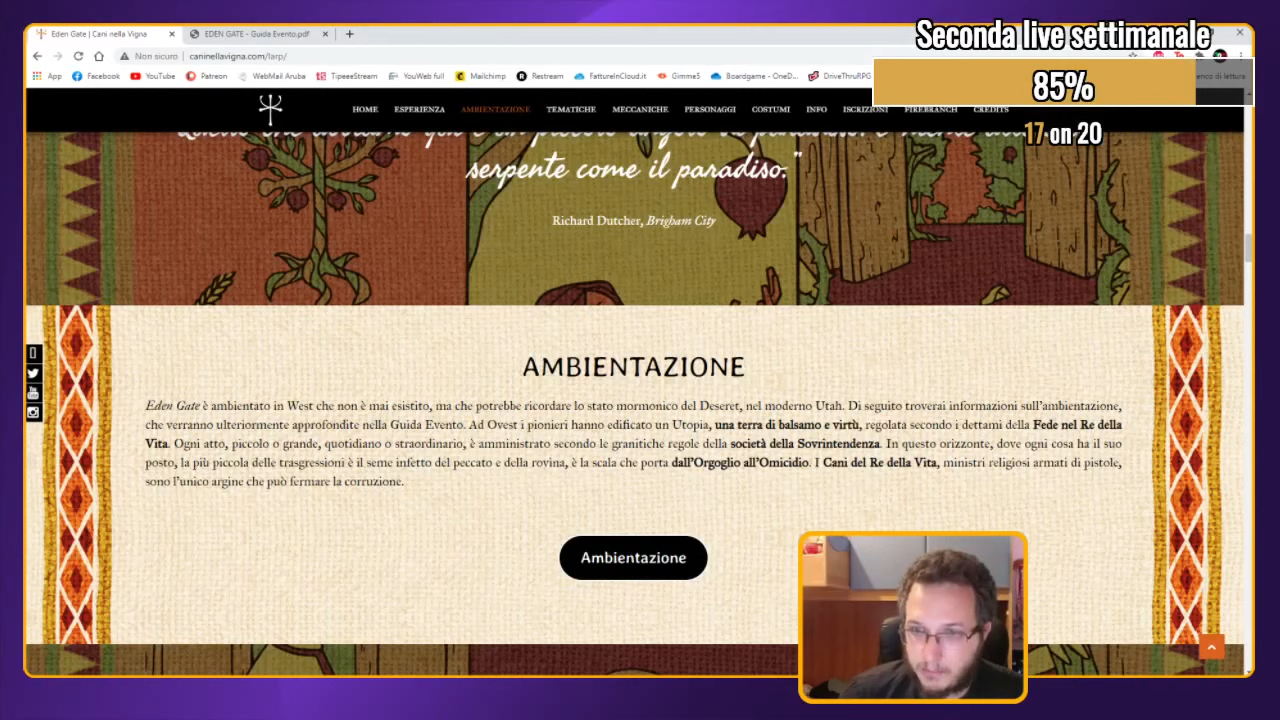 Seconda live settimanale
85%
17 on 20
Eden Gate | Cani nella Vigna
EDEN GATE - Guida Evento.pdf
Non sicuro | caninellavigna.com/larp/
App Facebook YouTube Patreon WebMail Aruba TipeeeStream YouWeb full Mailchimp Restream FattureInCloud.it Gimme5 Boardgame - OneD... DriveThruRPG
HOME ESPERIENZA AMBIENTAZIONE TEMATICHE MECCANICHE PERSONAGGI COSTUMI INFO ISCRIZIONI FIREBRANCH CREDITS
serpente come il paradiso."
Richard Dutcher, Brigham City
AMBIENTAZIONE
Eden Gate è ambientato in West che non è mai esistito, ma che potrebbe ricordare lo stato mormonico del Deseret, nel moderno Utah. Di seguito troverai informazioni sull'ambientazione,
che verranno ulteriormente approfondite nella Guida Evento. Ad Ovest i pionieri hanno edificato un Utopia, una terra di balsamo e virtù, regolata secondo i dettami della Fede nel Re della
Vita. Ogni atto, piccolo o grande, quotidiano o straordinario, è amministrato secondo le granitiche regole della società della Sovrintendenza. In questo orizzonte, dove ogni cosa ha il suo
posto, la più piccola delle trasgressioni è il seme infetto del peccato e della rovina, è la scala che porta dall'Orgoglio all'Omicidio. I Cani del Re della Vita, ministri religiosi armati di pistole,
sono l'unico argine che può fermare la corruzione.
Ambientazione